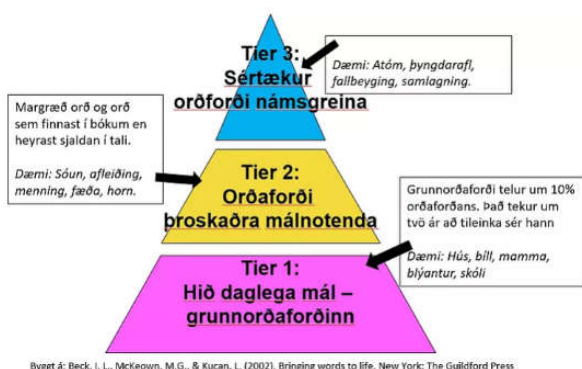 Tier 3:
Sértækur
orðforði námsgreina
Dæmi: Atóm, þyngdarafl,
fallbeyging, samlagning.
Margræð orð og orð
sem finnast í bókum en
heyrast sjaldan í tali.
Dæmi: Sóun, afleiðing,
menning, fæða, horn.
Tier 2:
Orðaforði
þroskaðra málnotenda
Grunnorðaforði telur um 10%
orðaforðans. Það tekur um
tvö ár að tileinka sér hann
Dæmi: Hús, bíll, mamma,
blýantur, skóli
Tier 1:
Hið daglega mál –
grunnorðaforðinn
Byggt á: Beck, I. L., McKeown, M.G., & Kucan, L. (2002). Bringing words to life. New York: The Guildford Press